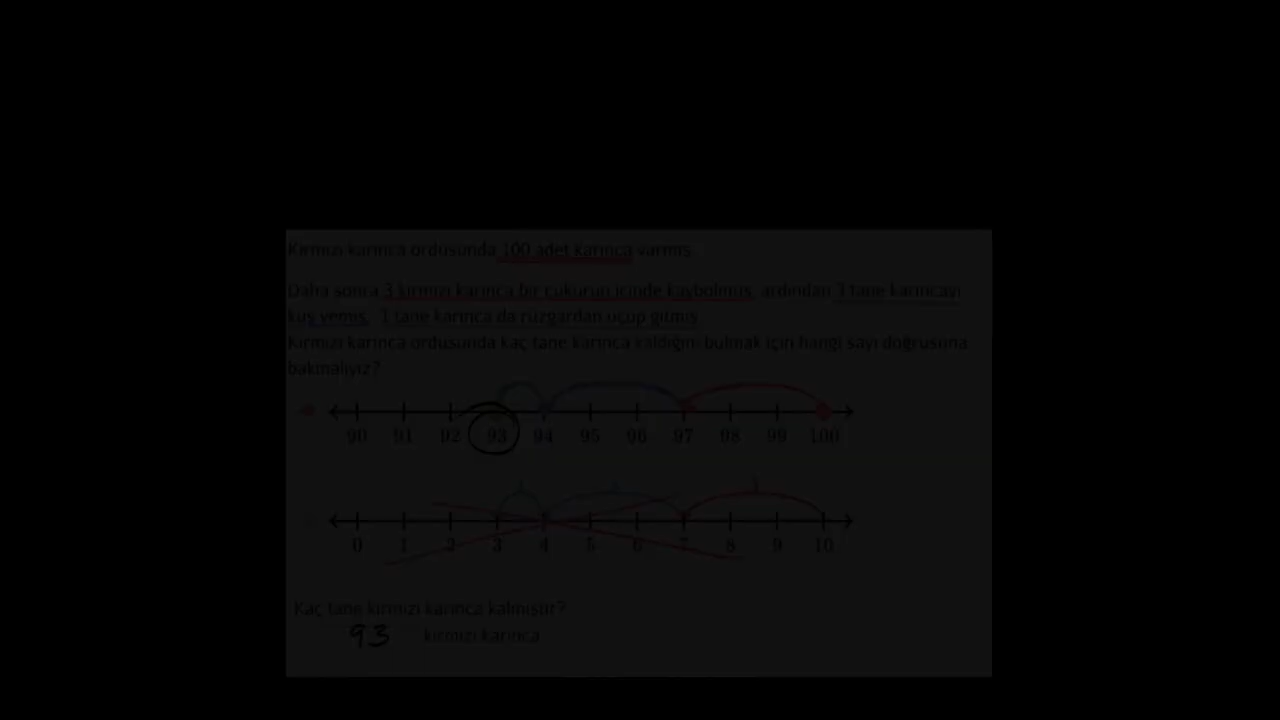 Kırmızı karınca ordusunda 100 adet karınca varmış.
Daha sonra 3 kırmızı karınca bir çukurun içinde kaybolmuş, ardından 3 tane karıncayı
kuş yemiş, 1 tane karınca da rüzgardan uçup gitmiş.
Kırmızı karınca ordusunda kaç tane karınca kaldığını bulmak için hangi sayı doğrusuna
bakmalıyız?
90 91 92 93 94 95 96 97 98 99 100
0 1 2 3 4 5 6 7 8 9 10
Kaç tane kırmızı karınca kalmıştır?
93 kırmızı karınca